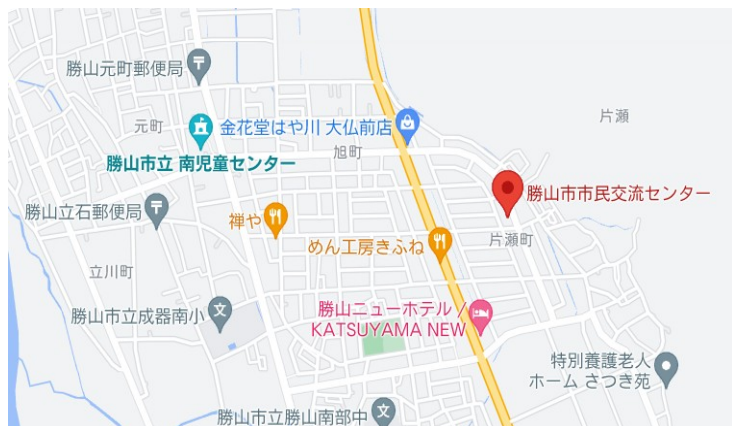 勝山元町郵便局
片瀬
元町
金花堂はや川 大仏前店
旭町
勝山市立 南児童センター
勝山市市民交流センター
勝山立石郵便局
禅や
片瀬町
めん工房きふね
立川町
勝山ニューホテル /
KATSUYAMA NEW
勝山市立成器南小
特別養護老人
ホーム さつき苑
勝山市立勝山南部中